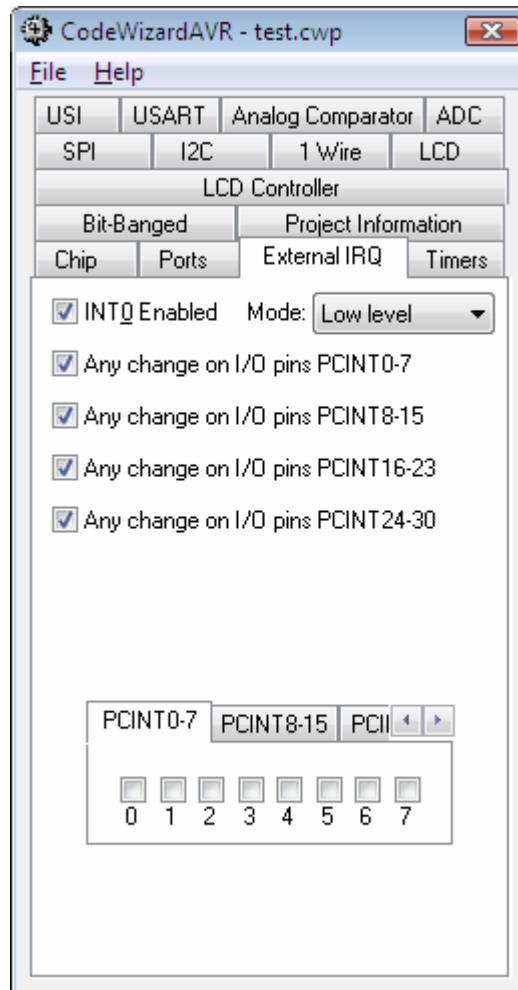 CodeWizardAVR - test.cwp
File Help
USI USART Analog Comparator ADC
SPI I2C 1 Wire LCD
LCD Controller
Bit-Banged Project Information
Chip Ports External IRQ Timers
INT0 Enabled Mode: Low level
Any change on I/O pins PCINT0-7
Any change on I/O pins PCINT8-15
Any change on I/O pins PCINT16-23
Any change on I/O pins PCINT24-30
PCINT0-7 PCINT8-15
0 1 2 3 4 5 6 7